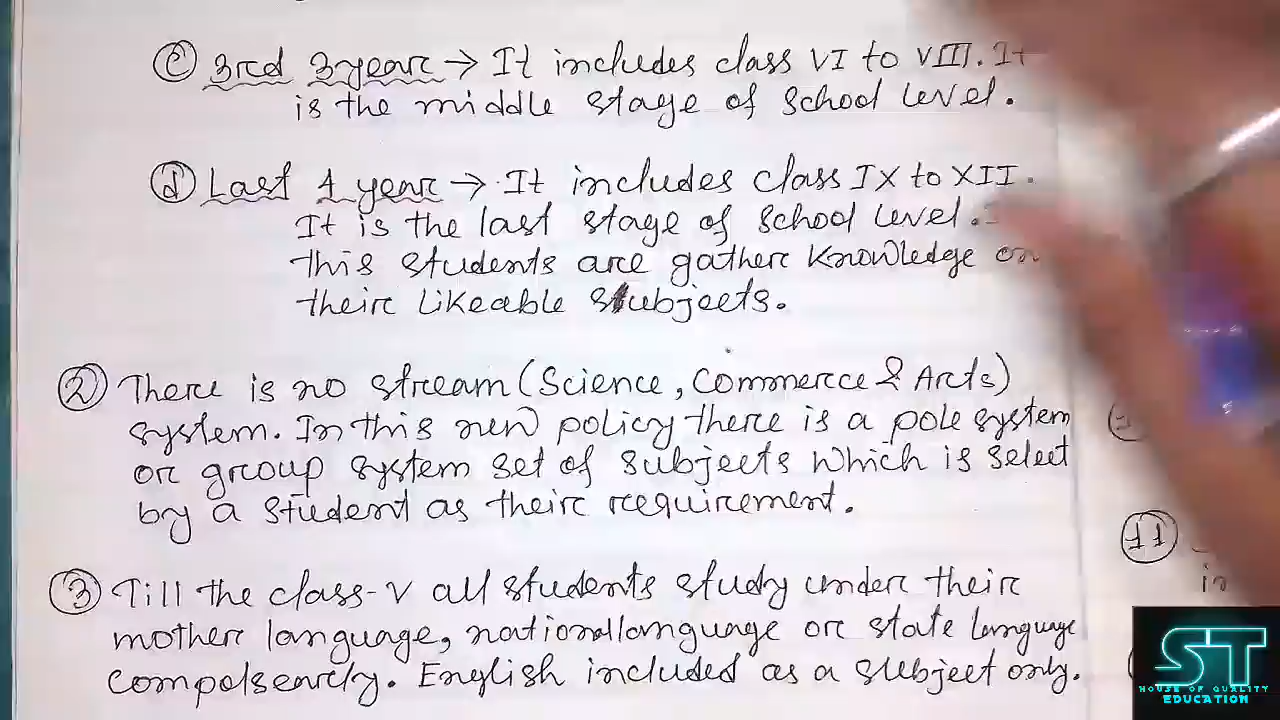 ⓒ 3rd 3year → It includes class VI to VIII. It
is the middle stage of School Level.
ⓓ Last 4 year → It includes class IX to XII.
It is the last stage of School Level.
this students are gather Knowledge on
their Likeable Subjects.
② There is no stream (Science, Commerce & Arts)
system. In this new policy there is a pole system
or group system set of subjects which is select
by a student as their requirement.
③ Till the class-V all students study under their
mother language, national language or state language
compolsearily. English included as a subject only.
11
in
ST
HOUSE OF QUALITY
EDUCATION